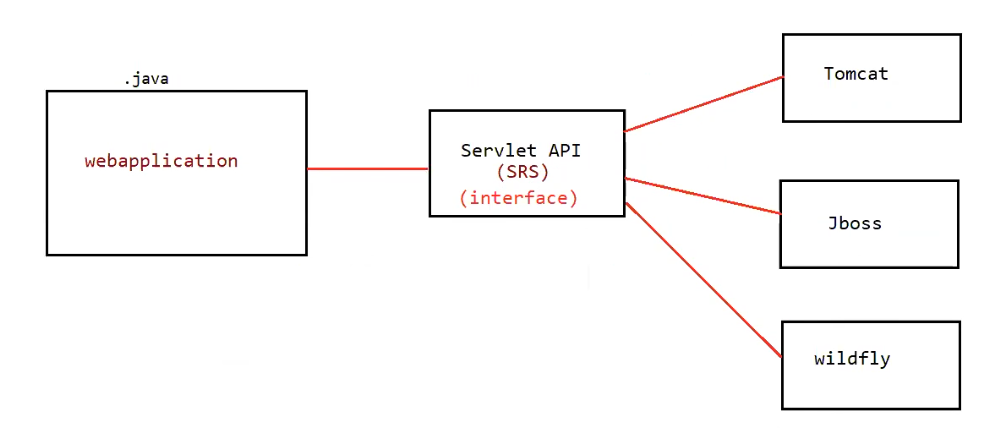 .java
webapplication
Servlet API
(SRS)
(interface)
Tomcat
Jboss
wildfly